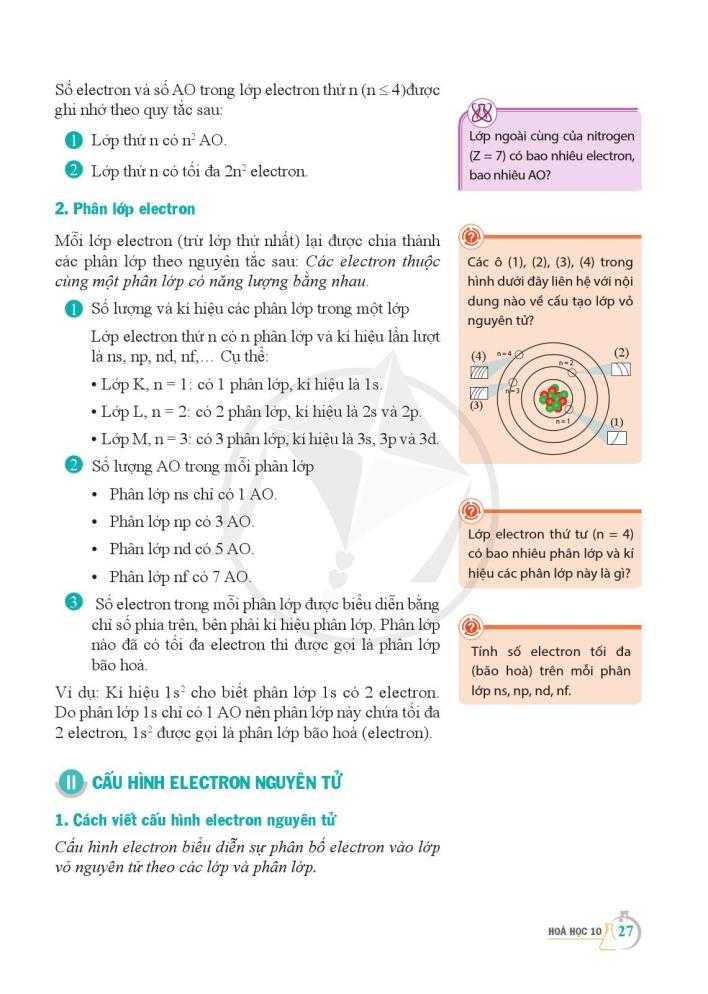 Số electron và số AO trong lớp electron thứ n (n ≤ 4)được
ghi nhớ theo quy tắc sau:
1 Lớp thứ n có n² AO.
2 Lớp thứ n có tối đa 2n² electron.
2. Phân lớp electron
Mỗi lớp electron (trừ lớp thứ nhất) lại được chia thành
các phân lớp theo nguyên tắc sau: Các electron thuộc
cùng một phân lớp có năng lượng bằng nhau.
1 Số lượng và kí hiệu các phân lớp trong một lớp
Lớp electron thứ n có n phân lớp và kí hiệu lần lượt
là ns, np, nd, nf,… Cụ thể:
• Lớp K, n = 1: có 1 phân lớp, kí hiệu là 1s.
• Lớp L, n = 2: có 2 phân lớp, kí hiệu là 2s và 2p.
• Lớp M, n = 3: có 3 phân lớp, kí hiệu là 3s, 3p và 3d.
2 Số lượng AO trong mỗi phân lớp
• Phân lớp ns chỉ có 1 AO.
• Phân lớp np có 3 AO.
• Phân lớp nd có 5 AO.
• Phân lớp nf có 7 AO.
3 Số electron trong mỗi phân lớp được biểu diễn bằng
chỉ số phía trên, bên phải kí hiệu phân lớp. Phân lớp
nào đã có tối đa electron thì được gọi là phân lớp
bão hoà.
Ví dụ: Kí hiệu 1s² cho biết phân lớp 1s có 2 electron.
Do phân lớp 1s chỉ có 1 AO nên phân lớp này chứa tối đa
2 electron, 1s² được gọi là phân lớp bão hoà (electron).
II CẤU HÌNH ELECTRON NGUYÊN TỬ
1. Cách viết cấu hình electron nguyên tử
Cấu hình electron biểu diễn sự phân bố electron vào lớp
vỏ nguyên tử theo các lớp và phân lớp.
Lớp ngoài cùng của nitrogen
(Z = 7) có bao nhiêu electron,
bao nhiêu AO?
?
Các ô (1), (2), (3), (4) trong
hình dưới đây liên hệ với nội
dung nào về cấu tạo lớp vỏ
nguyên tử?
(4)
n = 4
n = 2
(2)
n = 3
(3)
n = 1
(1)
?
Lớp electron thứ tư (n = 4)
có bao nhiêu phân lớp và kí
hiệu các phân lớp này là gì?
?
Tính số electron tối đa
(bão hoà) trên mỗi phân
lớp ns, np, nd, nf.
HOÁ HỌC 10 27